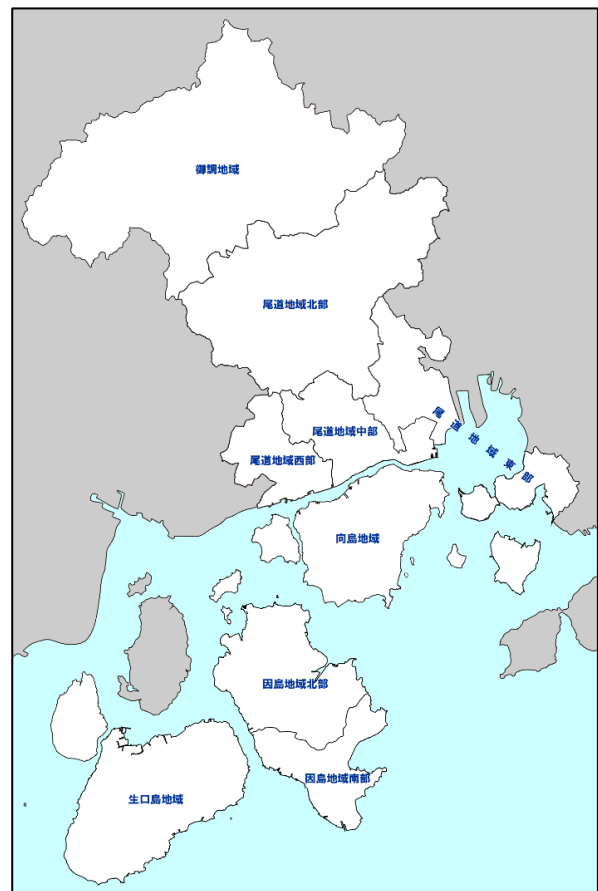 御調地域
尾道地域北部
尾道地域中部
尾道地域東部
尾道地域西部
向島地域
因島地域北部
因島地域南部
生口島地域